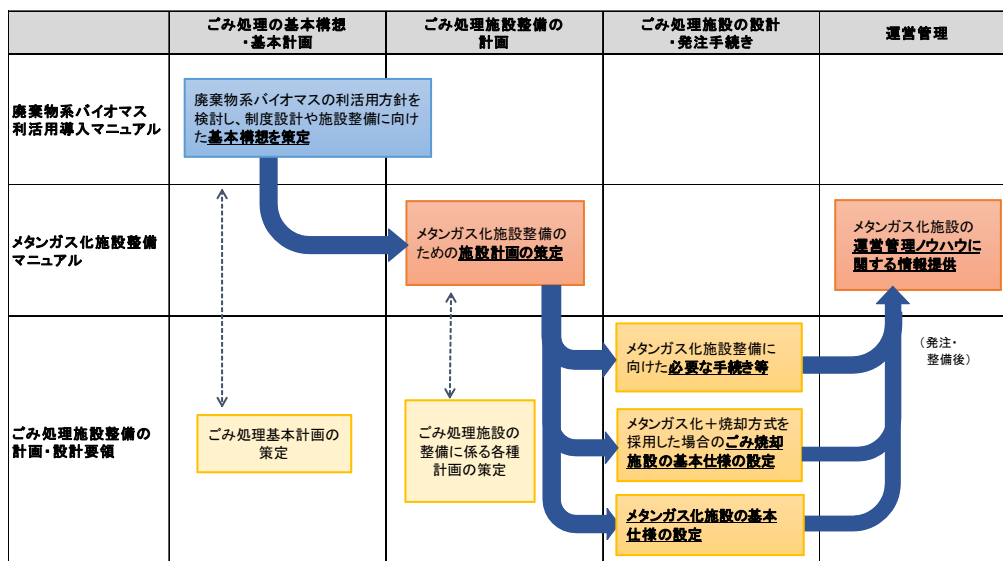 ごみ処理の基本構想
・基本計画
ごみ処理施設整備の
計画
ごみ処理施設の設計
・発注手続き
運営管理
廃棄物系バイオマス
利活用導入マニュアル
廃棄物系バイオマスの利活用方針を
検討し、制度設計や施設整備に向け
た基本構想を策定
メタンガス化施設整備
マニュアル
メタンガス化施設整備の
ための施設計画の策定
メタンガス化施設の
運営管理ノウハウに
関する情報提供
ごみ処理施設整備の
計画・設計要領
ごみ処理基本計画の
策定
ごみ処理施設の
整備に係る各種
計画の策定
メタンガス化施設整備に
向けた必要な手続き等
メタンガス化＋焼却方式を
採用した場合のごみ焼却
施設の基本仕様の設定
メタンガス化施設の基本
仕様の設定
（発注・
整備後）